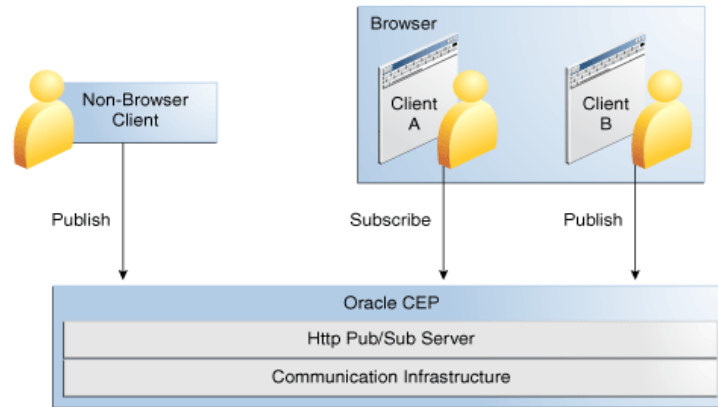 Browser
Non-Browser
Client
Client
A
Client
B
Publish
Subscribe
Publish
Oracle CEP
Http Pub/Sub Server
Communication Infrastructure